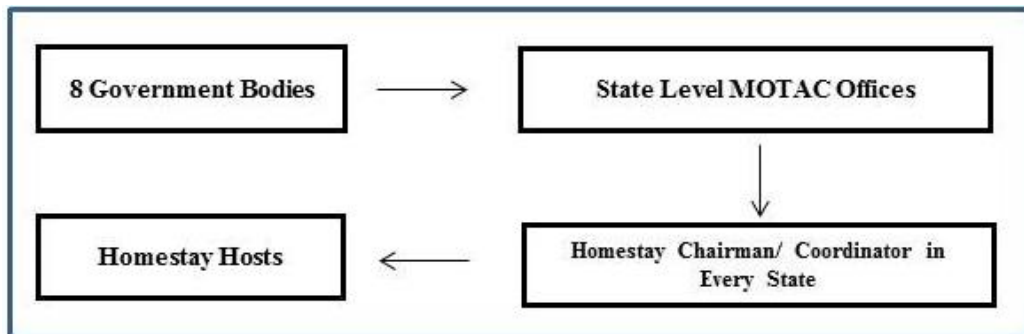 8 Government Bodies
State Level MOTAC Offices
Homestay Hosts
Homestay Chairman/ Coordinator in
Every State